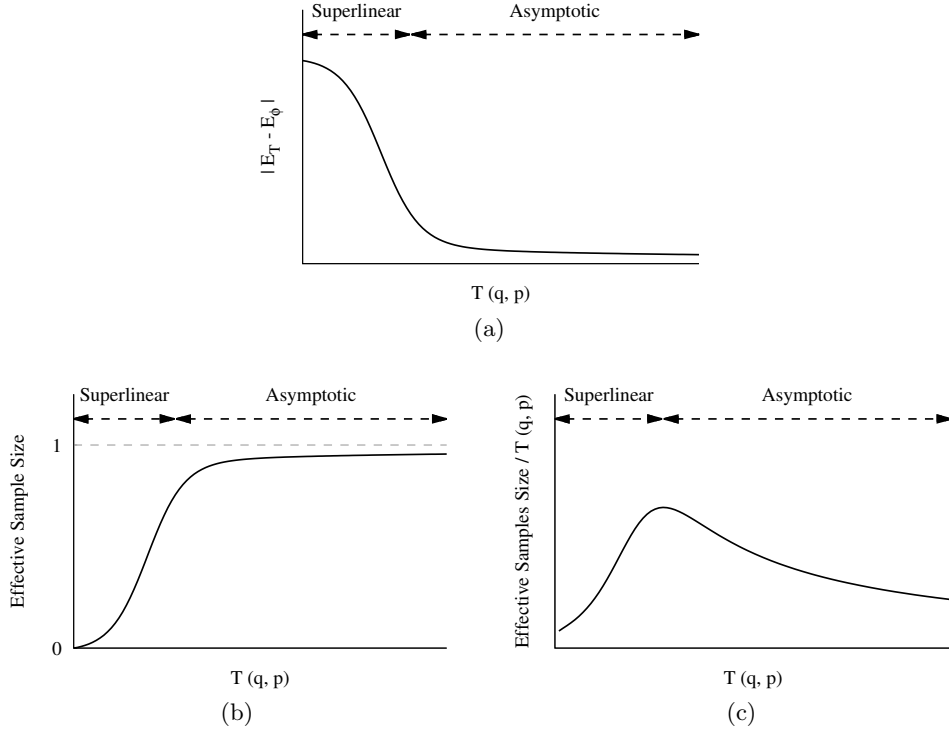 Superlinear Asymptotic
| E_T - E_ϕ |
T (q, p)
(a)
Superlinear Asymptotic
1
Effective Sample Size
0
T (q, p)
(b)
Superlinear Asymptotic
Effective Samples Size / T (q, p)
T (q, p)
(c)